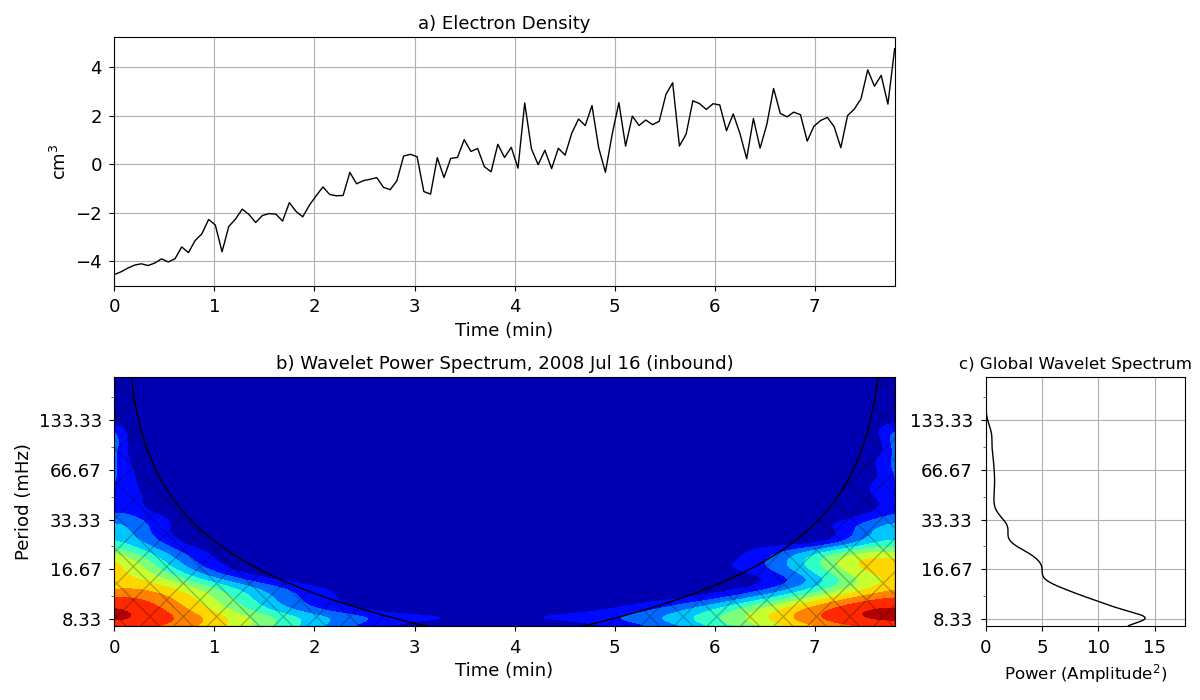 a) Electron Density
4
2
0
−2
−4
cm³
0 1 2 3 4 5 6 7
Time (min)
b) Wavelet Power Spectrum, 2008 Jul 16 (inbound)
133.33
66.67
33.33
16.67
8.33
Period (mHz)
0 1 2 3 4 5 6 7
Time (min)
c) Global Wavelet Spectrum
133.33
66.67
33.33
16.67
8.33
0 5 10 15
Power (Amplitude²)